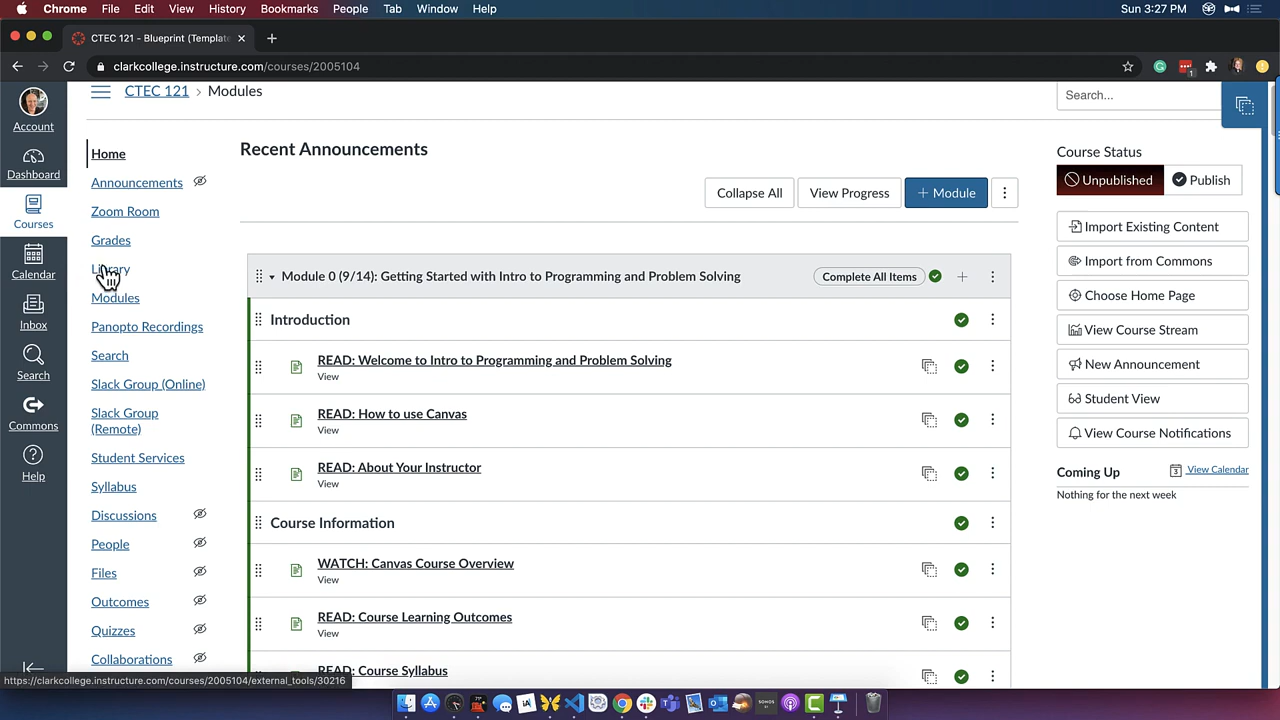 Chrome File Edit View History Bookmarks People Tab Window Help
Sun 3:27 PM
CTEC 121 - Blueprint (Templat
clarkcollege.instructure.com/courses/2005104
1
CTEC 121 › Modules
Search...
Account
Dashboard
Courses
Calendar
Inbox
Search
Commons
Help
Home
Announcements
Zoom Room
Grades
Library
Modules
Panopto Recordings
Search
Slack Group (Online)
Slack Group
(Remote)
Student Services
Syllabus
Discussions
People
Files
Outcomes
Quizzes
Collaborations
Recent Announcements
Collapse All
View Progress
+ Module
Module 0 (9/14): Getting Started with Intro to Programming and Problem Solving
Complete All Items
Introduction
READ: Welcome to Intro to Programming and Problem Solving
View
READ: How to use Canvas
View
READ: About Your Instructor
View
Course Information
WATCH: Canvas Course Overview
View
READ: Course Learning Outcomes
View
READ: Course Syllabus
Course Status
Unpublished
Publish
Import Existing Content
Import from Commons
Choose Home Page
View Course Stream
New Announcement
Student View
View Course Notifications
Coming Up
3
View Calendar
Nothing for the next week
https://clarkcollege.instructure.com/courses/2005104/external_tools/30216
iA
SONOS